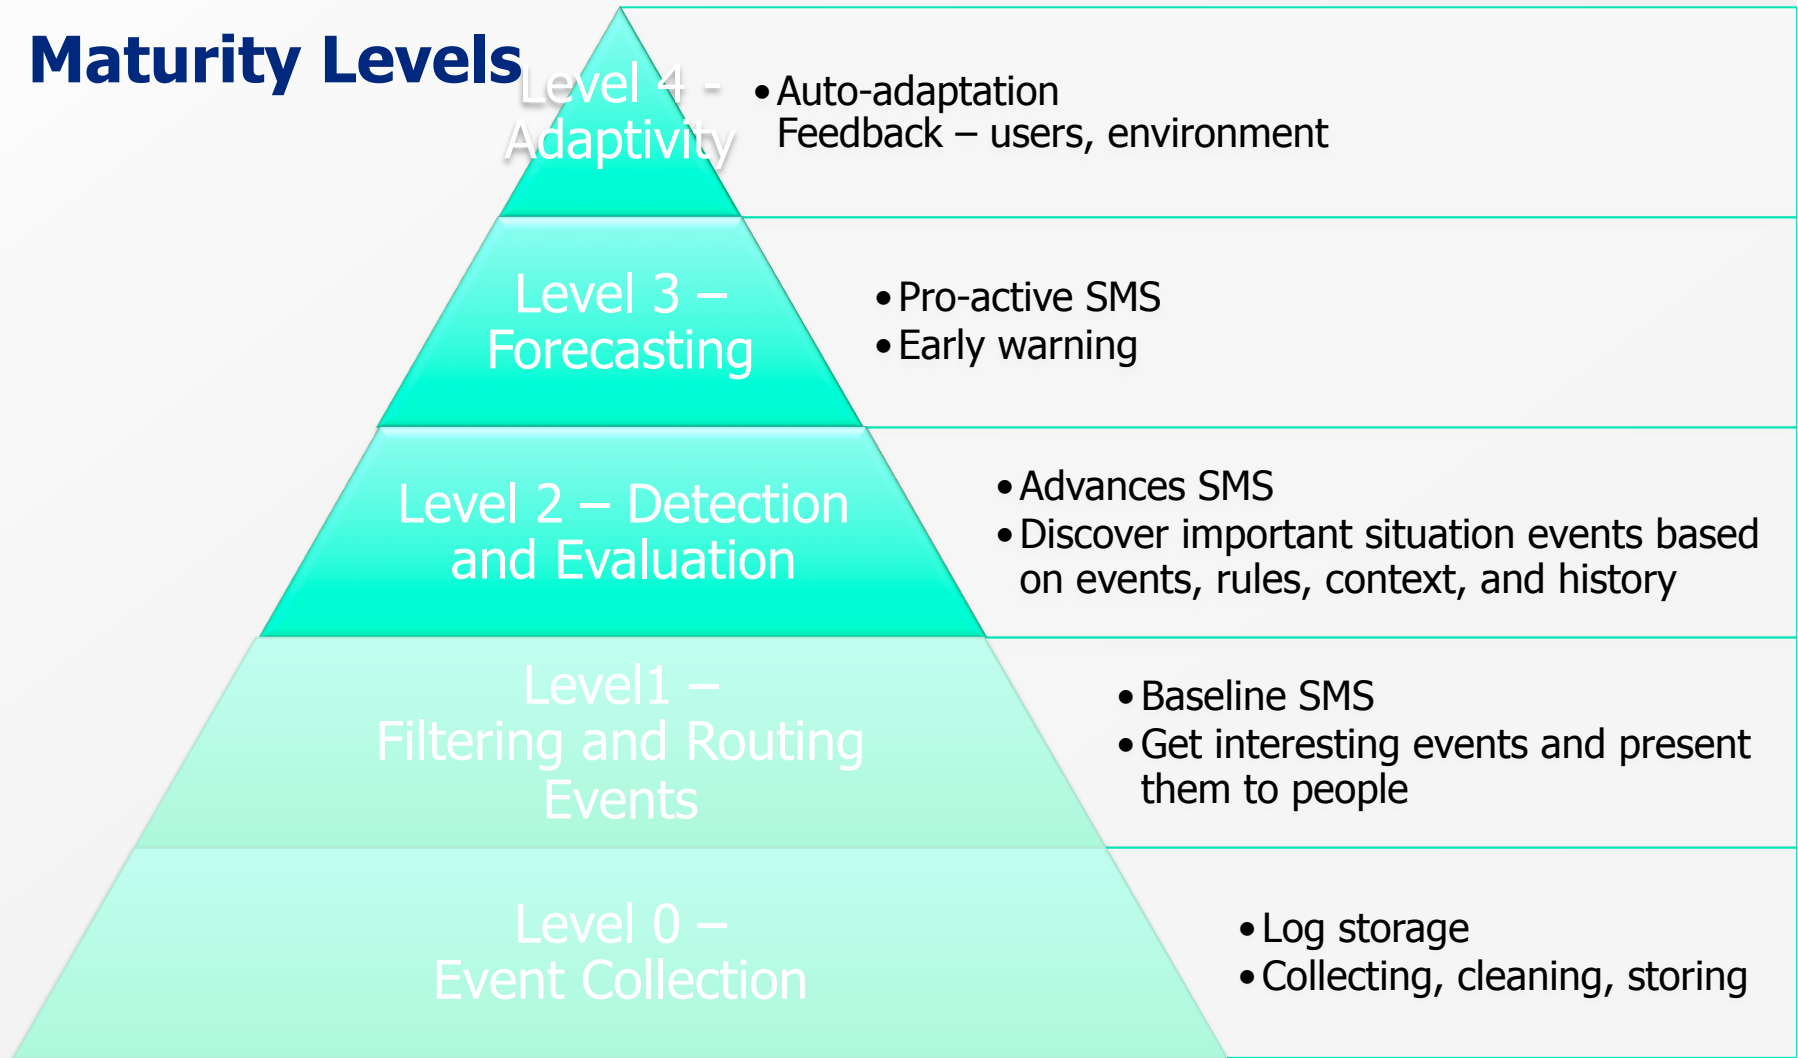 Maturity Levels
Level 4 -
Adaptivity
• Auto-adaptation
Feedback – users, environment
Level 3 –
Forecasting
• Pro-active SMS
• Early warning
Level 2 – Detection
and Evaluation
• Advances SMS
• Discover important situation events based
on events, rules, context, and history
Level1 –
Filtering and Routing
Events
• Baseline SMS
• Get interesting events and present
them to people
Level 0 –
Event Collection
• Log storage
• Collecting, cleaning, storing